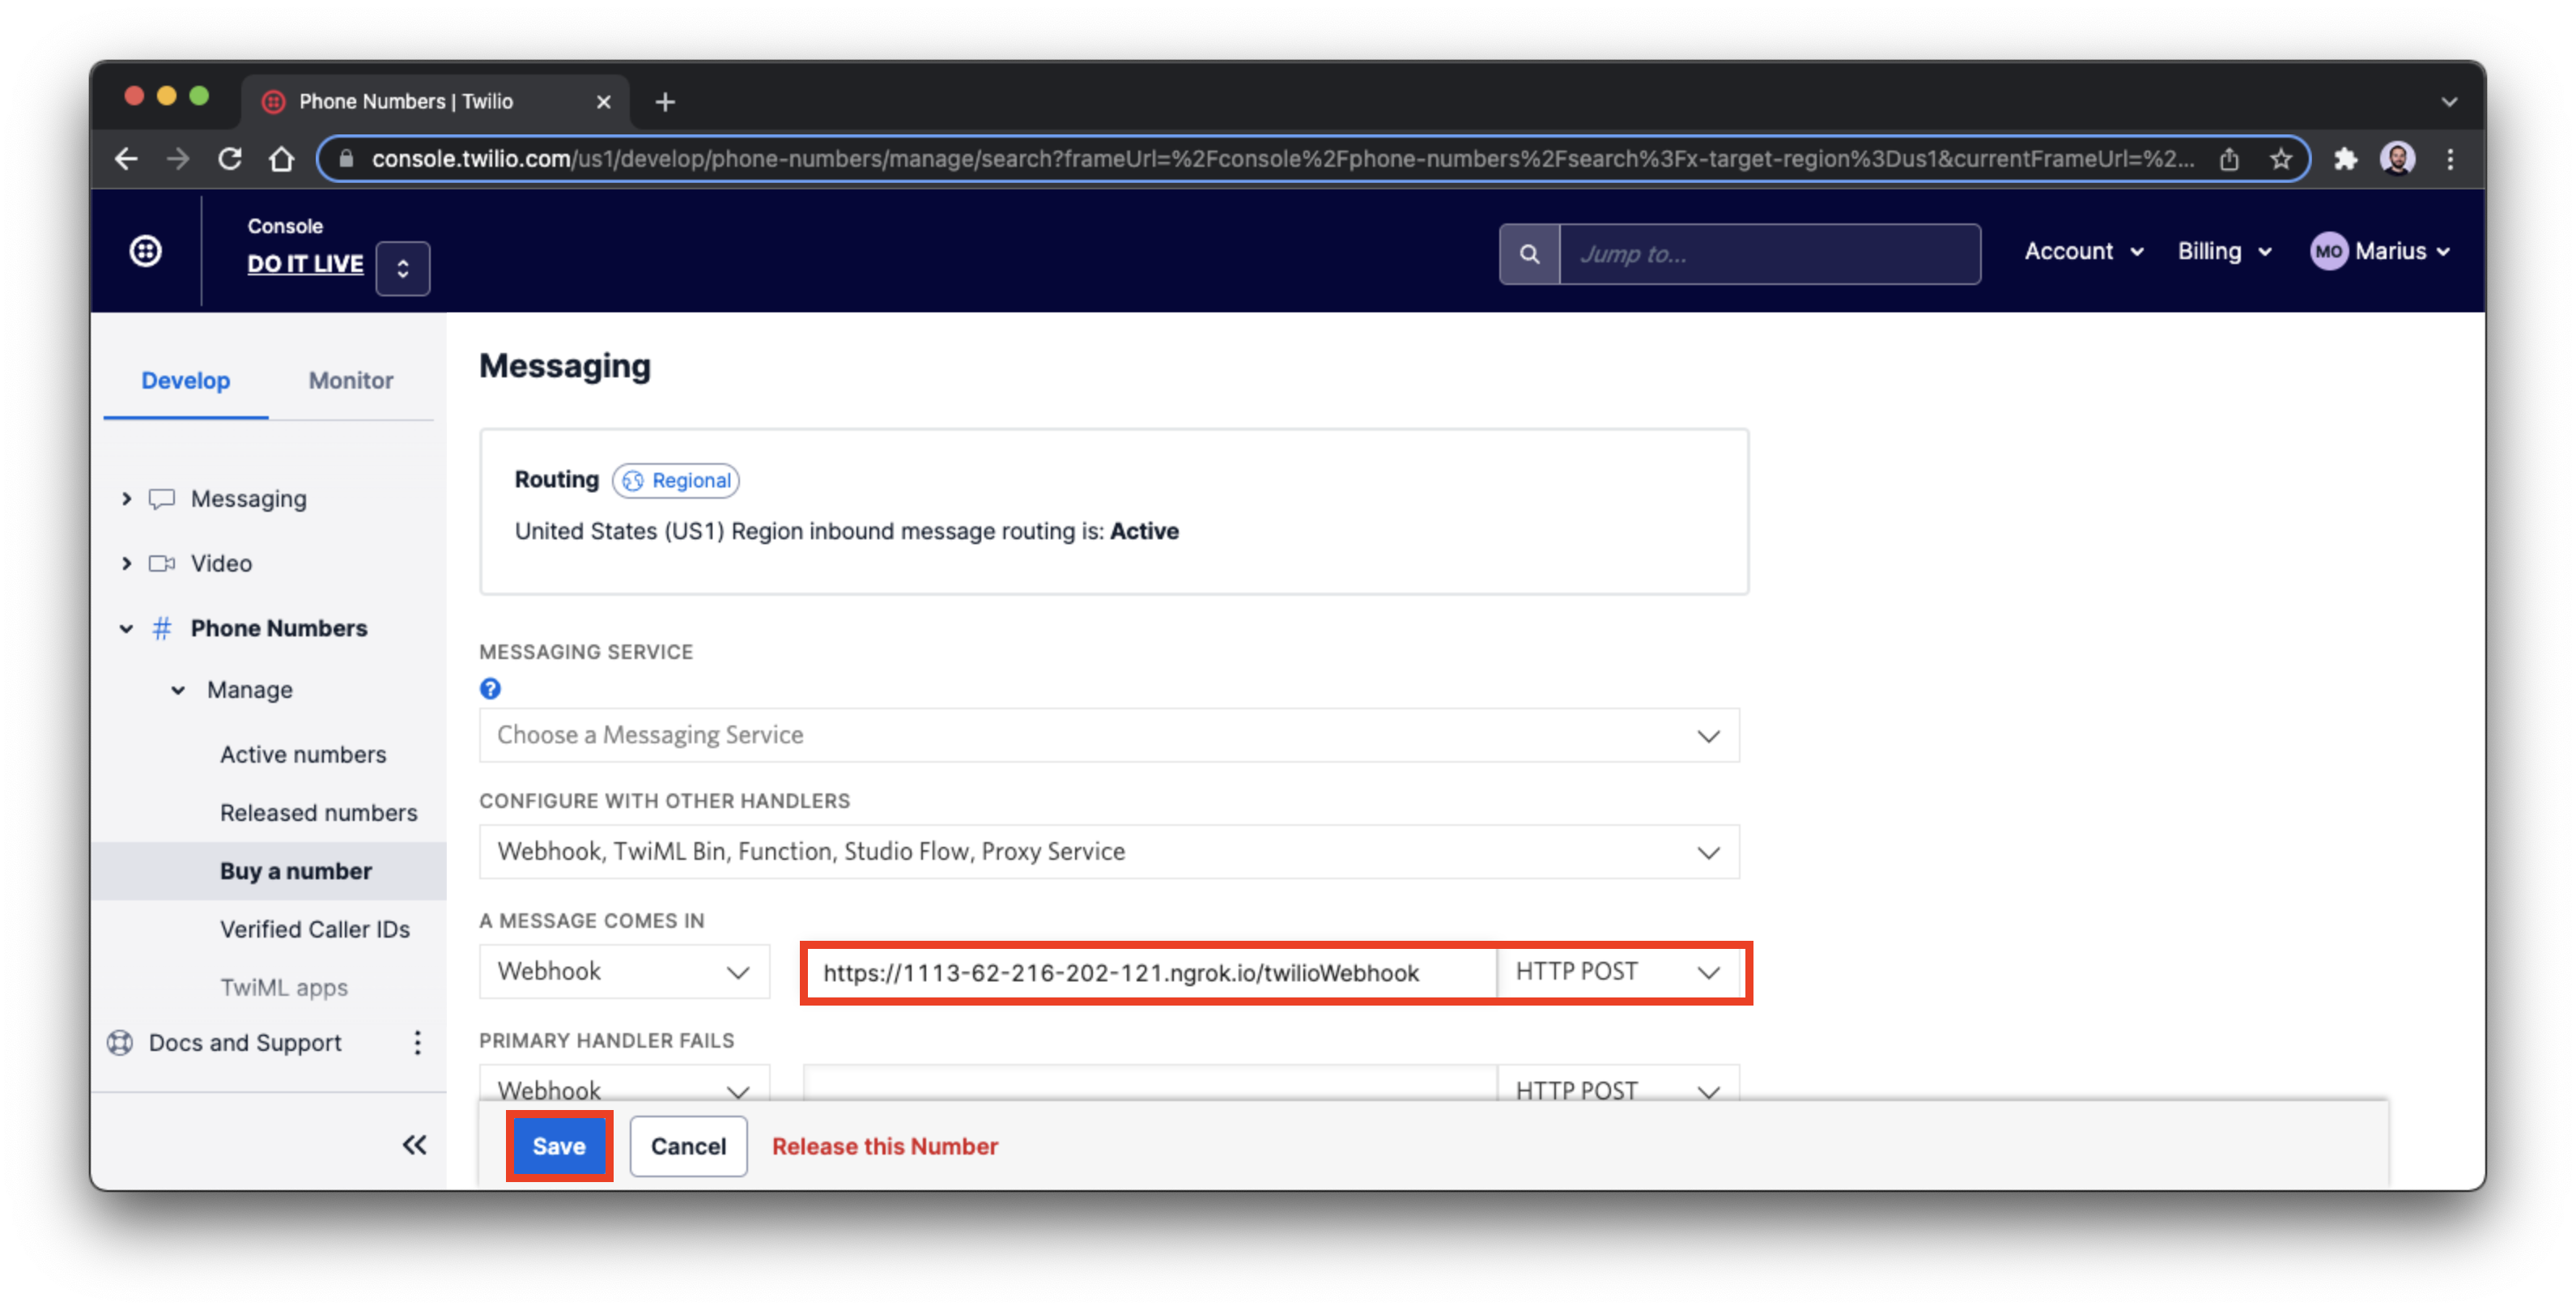 Phone Numbers | Twilio
console.twilio.com/us1/develop/phone-numbers/manage/search?frameUrl=%2Fconsole%2Fphone-numbers%2Fsearch%3Fx-target-region%3Dus1&currentFrameUrl=%2...
Console
DO IT LIVE
Jump to...
Account
Billing
MO Marius
Develop
Monitor
Messaging
Video
# Phone Numbers
Manage
Active numbers
Released numbers
Buy a number
Verified Caller IDs
TwiML apps
Docs and Support
Messaging
Routing Regional
United States (US1) Region inbound message routing is: Active
MESSAGING SERVICE
?
Choose a Messaging Service
CONFIGURE WITH OTHER HANDLERS
Webhook, TwiML Bin, Function, Studio Flow, Proxy Service
A MESSAGE COMES IN
Webhook
https://1113-62-216-202-121.ngrok.io/twilioWebhook
HTTP POST
PRIMARY HANDLER FAILS
Webhook
HTTP POST
Save
Cancel
Release this Number